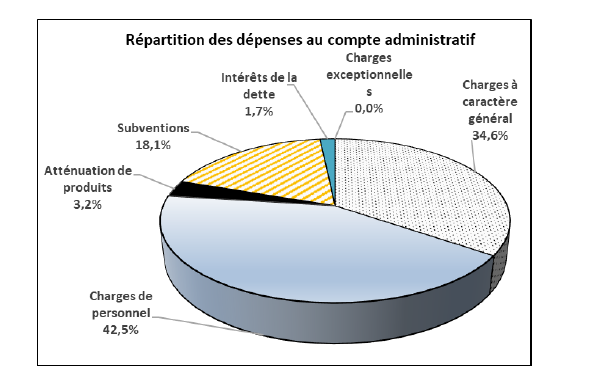 Répartition des dépenses au compte administratif
Charges
exceptionnelle
s
0,0%
Intérêts de la
dette
1,7%
Charges à
caractère
général
34,6%
Subventions
18,1%
Atténuation de
produits
3,2%
Charges de
personnel
42,5%